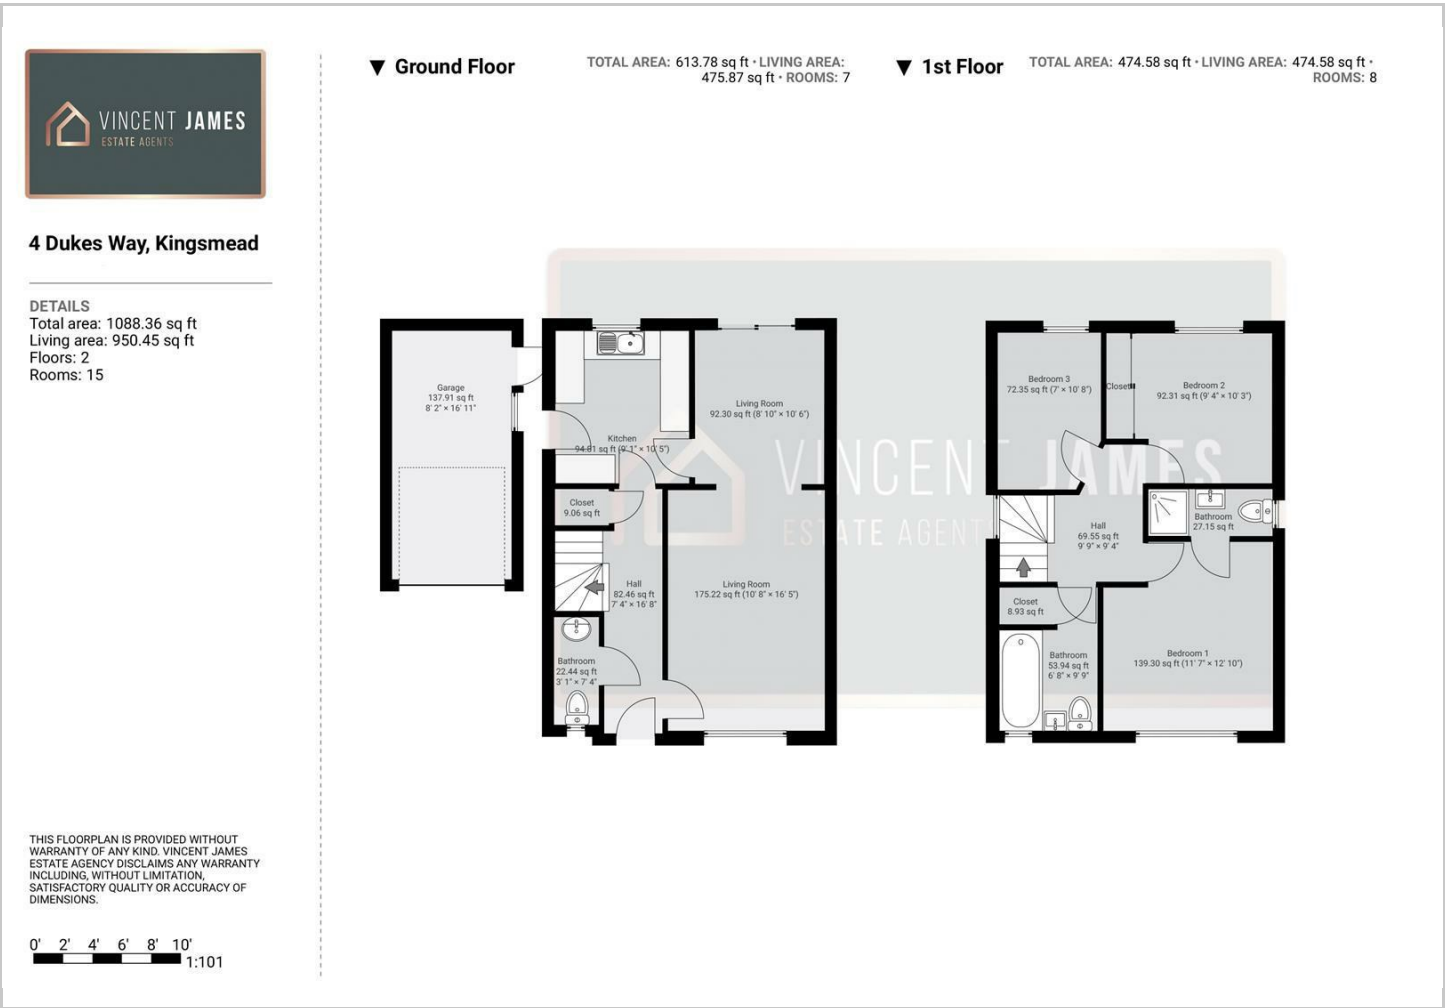 VINCENT JAMES
ESTATE AGENTS
4 Dukes Way, Kingsmead
DETAILS
Total area: 1088.36 sq ft
Living area: 950.45 sq ft
Floors: 2
Rooms: 15
▼ Ground Floor
TOTAL AREA: 613.78 sq ft • LIVING AREA:
475.87 sq ft • ROOMS: 7
▼ 1st Floor
TOTAL AREA: 474.58 sq ft • LIVING AREA: 474.58 sq ft •
ROOMS: 8
Garage
137.91 sq ft
8' 2" × 16' 11"
Kitchen
94.81 sq ft (9' 1" × 10' 5")
Living Room
92.30 sq ft (8' 10" × 10' 6")
Closet
9.06 sq ft
Hall
82.46 sq ft
7' 4" × 16' 8"
Living Room
175.22 sq ft (10' 8" × 16' 5")
Bathroom
22.44 sq ft
3' 1" × 7' 4"
VINCENT JAMES
ESTATE AGENTS
Bedroom 3
72.35 sq ft (7' × 10' 8")
Closet
Bedroom 2
92.31 sq ft (9' 4" × 10' 3")
Bathroom
27.15 sq ft
Hall
69.55 sq ft
9' 9" × 9' 4"
Closet
8.93 sq ft
Bathroom
53.94 sq ft
6' 8" × 9' 9"
Bedroom 1
139.30 sq ft (11' 7" × 12' 10")
THIS FLOORPLAN IS PROVIDED WITHOUT
WARRANTY OF ANY KIND. VINCENT JAMES
ESTATE AGENCY DISCLAIMS ANY WARRANTY
INCLUDING, WITHOUT LIMITATION,
SATISFACTORY QUALITY OR ACCURACY OF
DIMENSIONS.
0' 2' 4' 6' 8' 10'
1:101